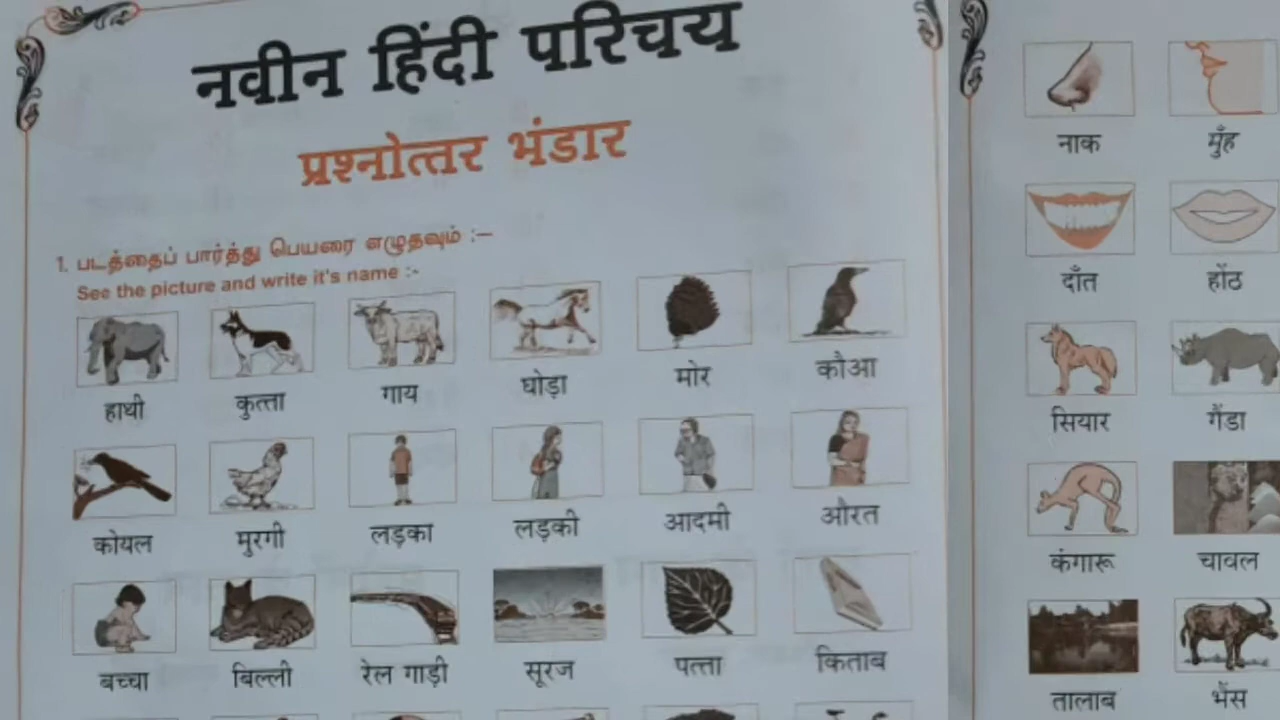 नवीन हिंदी परिचय
प्रश्नोत्तर भंडार
1. படத்தைப் பார்த்து பெயரை எழுதவும் :–
See the picture and write it's name :-
हाथी कुत्ता गाय घोड़ा मोर कौआ
कोयल मुरगी लड़का लड़की आदमी औरत
बच्चा बिल्ली रेल गाड़ी सूरज पत्ता किताब
नाक मुँह
दाँत होंठ
सियार गैंडा
कंगारू चावल
तालाब भैंस